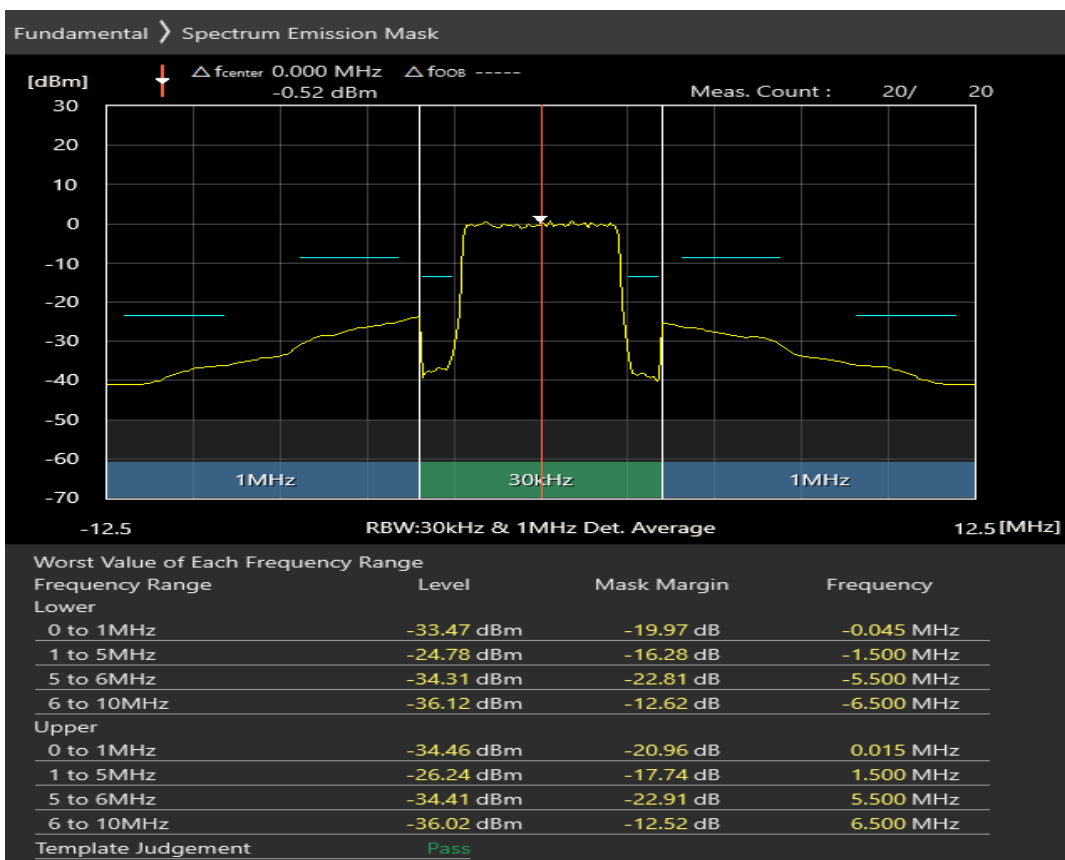 Fundamental 〉 Spectrum Emission Mask
△ fcenter 0.000 MHz △ fOOB -----
[dBm]
-0.52 dBm Meas. Count : 20/ 20
30
20
10
0
-10
-20
-30
-40
-50
-60
1MHz 30kHz 1MHz
-70
-12.5 RBW:30kHz & 1MHz Det. Average 12.5 [MHz]
Worst Value of Each Frequency Range
Frequency Range Level Mask Margin Frequency
Lower
0 to 1MHz -33.47 dBm -19.97 dB -0.045 MHz
1 to 5MHz -24.78 dBm -16.28 dB -1.500 MHz
5 to 6MHz -34.31 dBm -22.81 dB -5.500 MHz
6 to 10MHz -36.12 dBm -12.62 dB -6.500 MHz
Upper
0 to 1MHz -34.46 dBm -20.96 dB 0.015 MHz
1 to 5MHz -26.24 dBm -17.74 dB 1.500 MHz
5 to 6MHz -34.41 dBm -22.91 dB 5.500 MHz
6 to 10MHz -36.02 dBm -12.52 dB 6.500 MHz
Template Judgement Pass